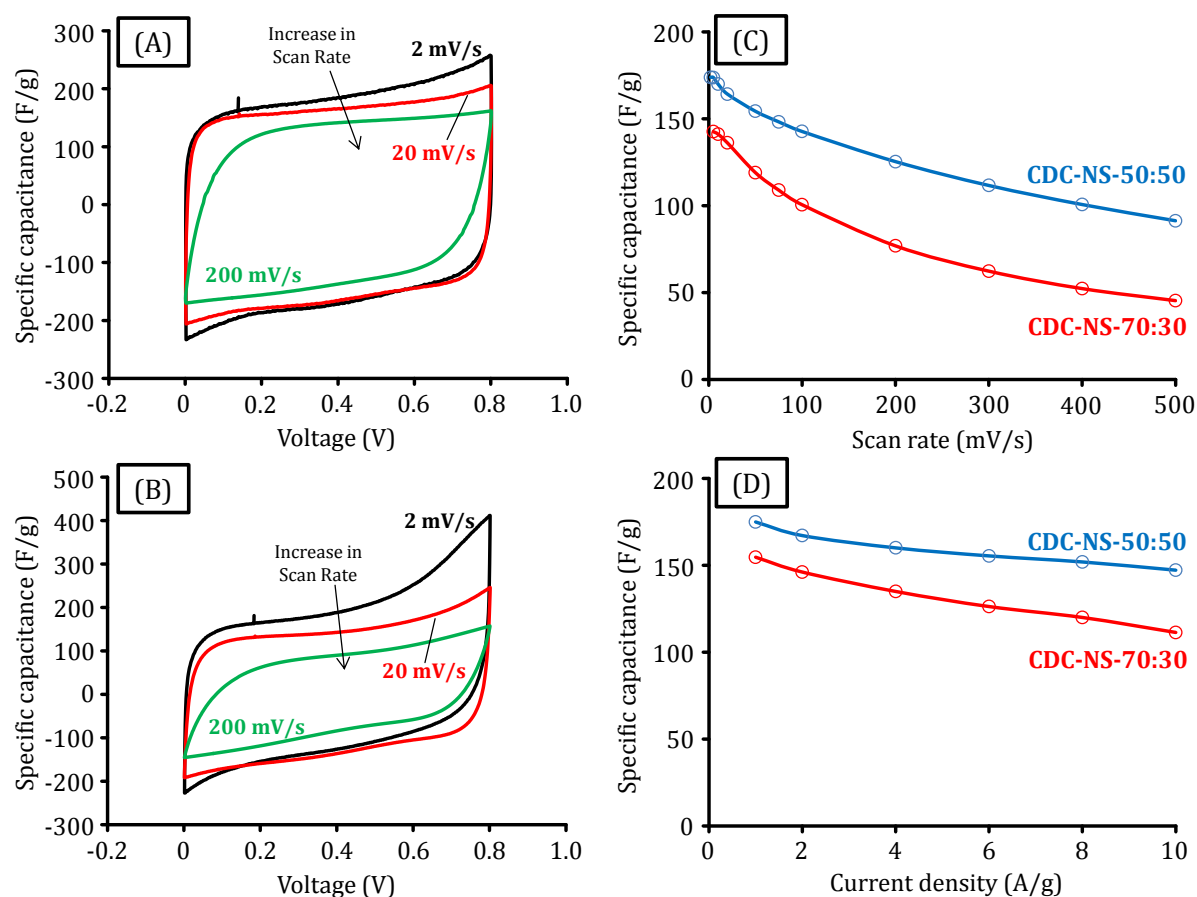 (A)
Specific capacitance (F/g)
300
200
100
0
-100
-200
-300
Increase in
Scan Rate
2 mV/s
20 mV/s
200 mV/s
-0.2
0
0.2
0.4
0.6
0.8
1.0
Voltage (V)
(C)
Specific capacitance (F/g)
200
150
100
50
0
CDC-NS-50:50
CDC-NS-70:30
0
100
200
300
400
500
Scan rate (mV/s)
(B)
Specific capacitance (F/g)
500
400
300
200
100
0
-100
-200
-300
2 mV/s
Increase in
Scan Rate
20 mV/s
200 mV/s
-0.2
0
0.2
0.4
0.6
0.8
1.0
Voltage (V)
(D)
Specific capacitance (F/g)
200
150
100
50
0
CDC-NS-50:50
CDC-NS-70:30
0
2
4
6
8
10
Current density (A/g)